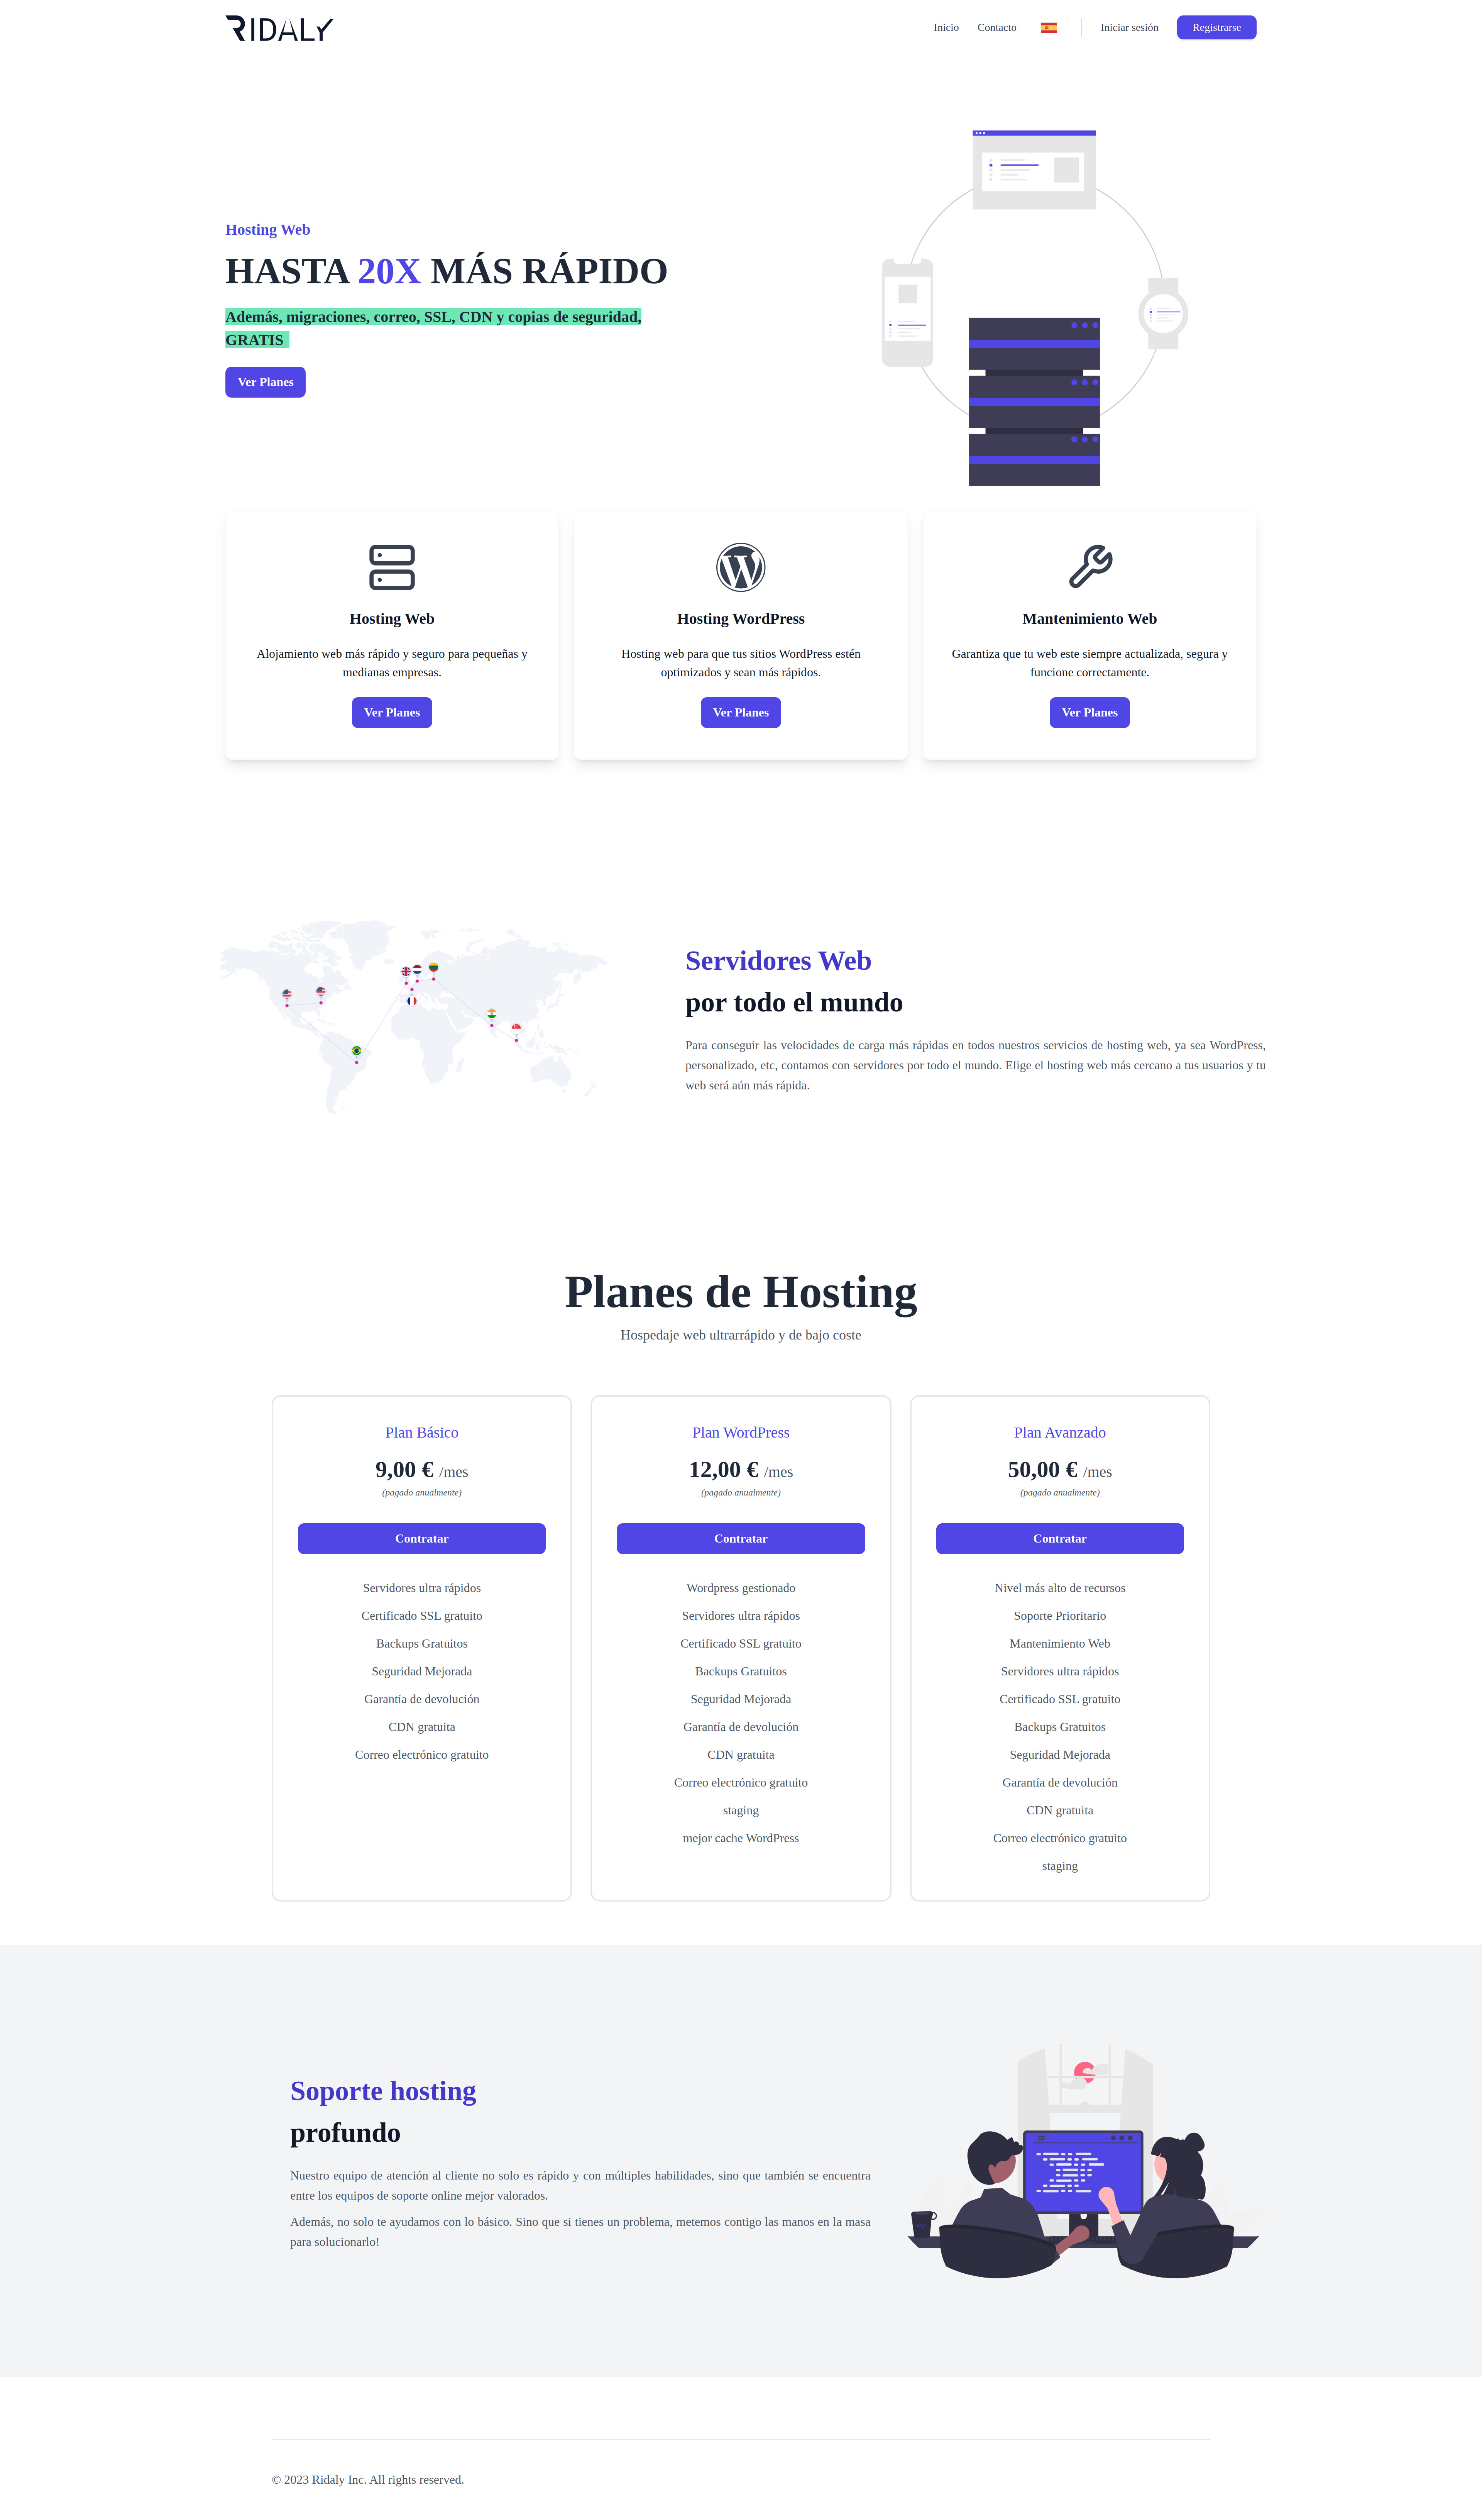 RIDALY
Inicio Contacto Iniciar sesión Registrarse
Hosting Web
HASTA 20X MÁS RÁPIDO
Además, migraciones, correo, SSL, CDN y copias de seguridad,
GRATIS
Ver Planes
Hosting Web
Alojamiento web más rápido y seguro para pequeñas y
medianas empresas.
Ver Planes
Hosting WordPress
Hosting web para que tus sitios WordPress estén
optimizados y sean más rápidos.
Ver Planes
Mantenimiento Web
Garantiza que tu web este siempre actualizada, segura y
funcione correctamente.
Ver Planes
Servidores Web
por todo el mundo
Para conseguir las velocidades de carga más rápidas en todos nuestros servicios de hosting web, ya sea WordPress,
personalizado, etc, contamos con servidores por todo el mundo. Elige el hosting web más cercano a tus usuarios y tu
web será aún más rápida.
Planes de Hosting
Hospedaje web ultrarrápido y de bajo coste
Plan Básico
9,00 € /mes
(pagado anualmente)
Contratar
Servidores ultra rápidos
Certificado SSL gratuito
Backups Gratuitos
Seguridad Mejorada
Garantía de devolución
CDN gratuita
Correo electrónico gratuito
Plan WordPress
12,00 € /mes
(pagado anualmente)
Contratar
Wordpress gestionado
Servidores ultra rápidos
Certificado SSL gratuito
Backups Gratuitos
Seguridad Mejorada
Garantía de devolución
CDN gratuita
Correo electrónico gratuito
staging
mejor cache WordPress
Plan Avanzado
50,00 € /mes
(pagado anualmente)
Contratar
Nivel más alto de recursos
Soporte Prioritario
Mantenimiento Web
Servidores ultra rápidos
Certificado SSL gratuito
Backups Gratuitos
Seguridad Mejorada
Garantía de devolución
CDN gratuita
Correo electrónico gratuito
staging
Soporte hosting
profundo
Nuestro equipo de atención al cliente no solo es rápido y con múltiples habilidades, sino que también se encuentra
entre los equipos de soporte online mejor valorados.
Además, no solo te ayudamos con lo básico. Sino que si tienes un problema, metemos contigo las manos en la masa
para solucionarlo!
© 2023 Ridaly Inc. All rights reserved.